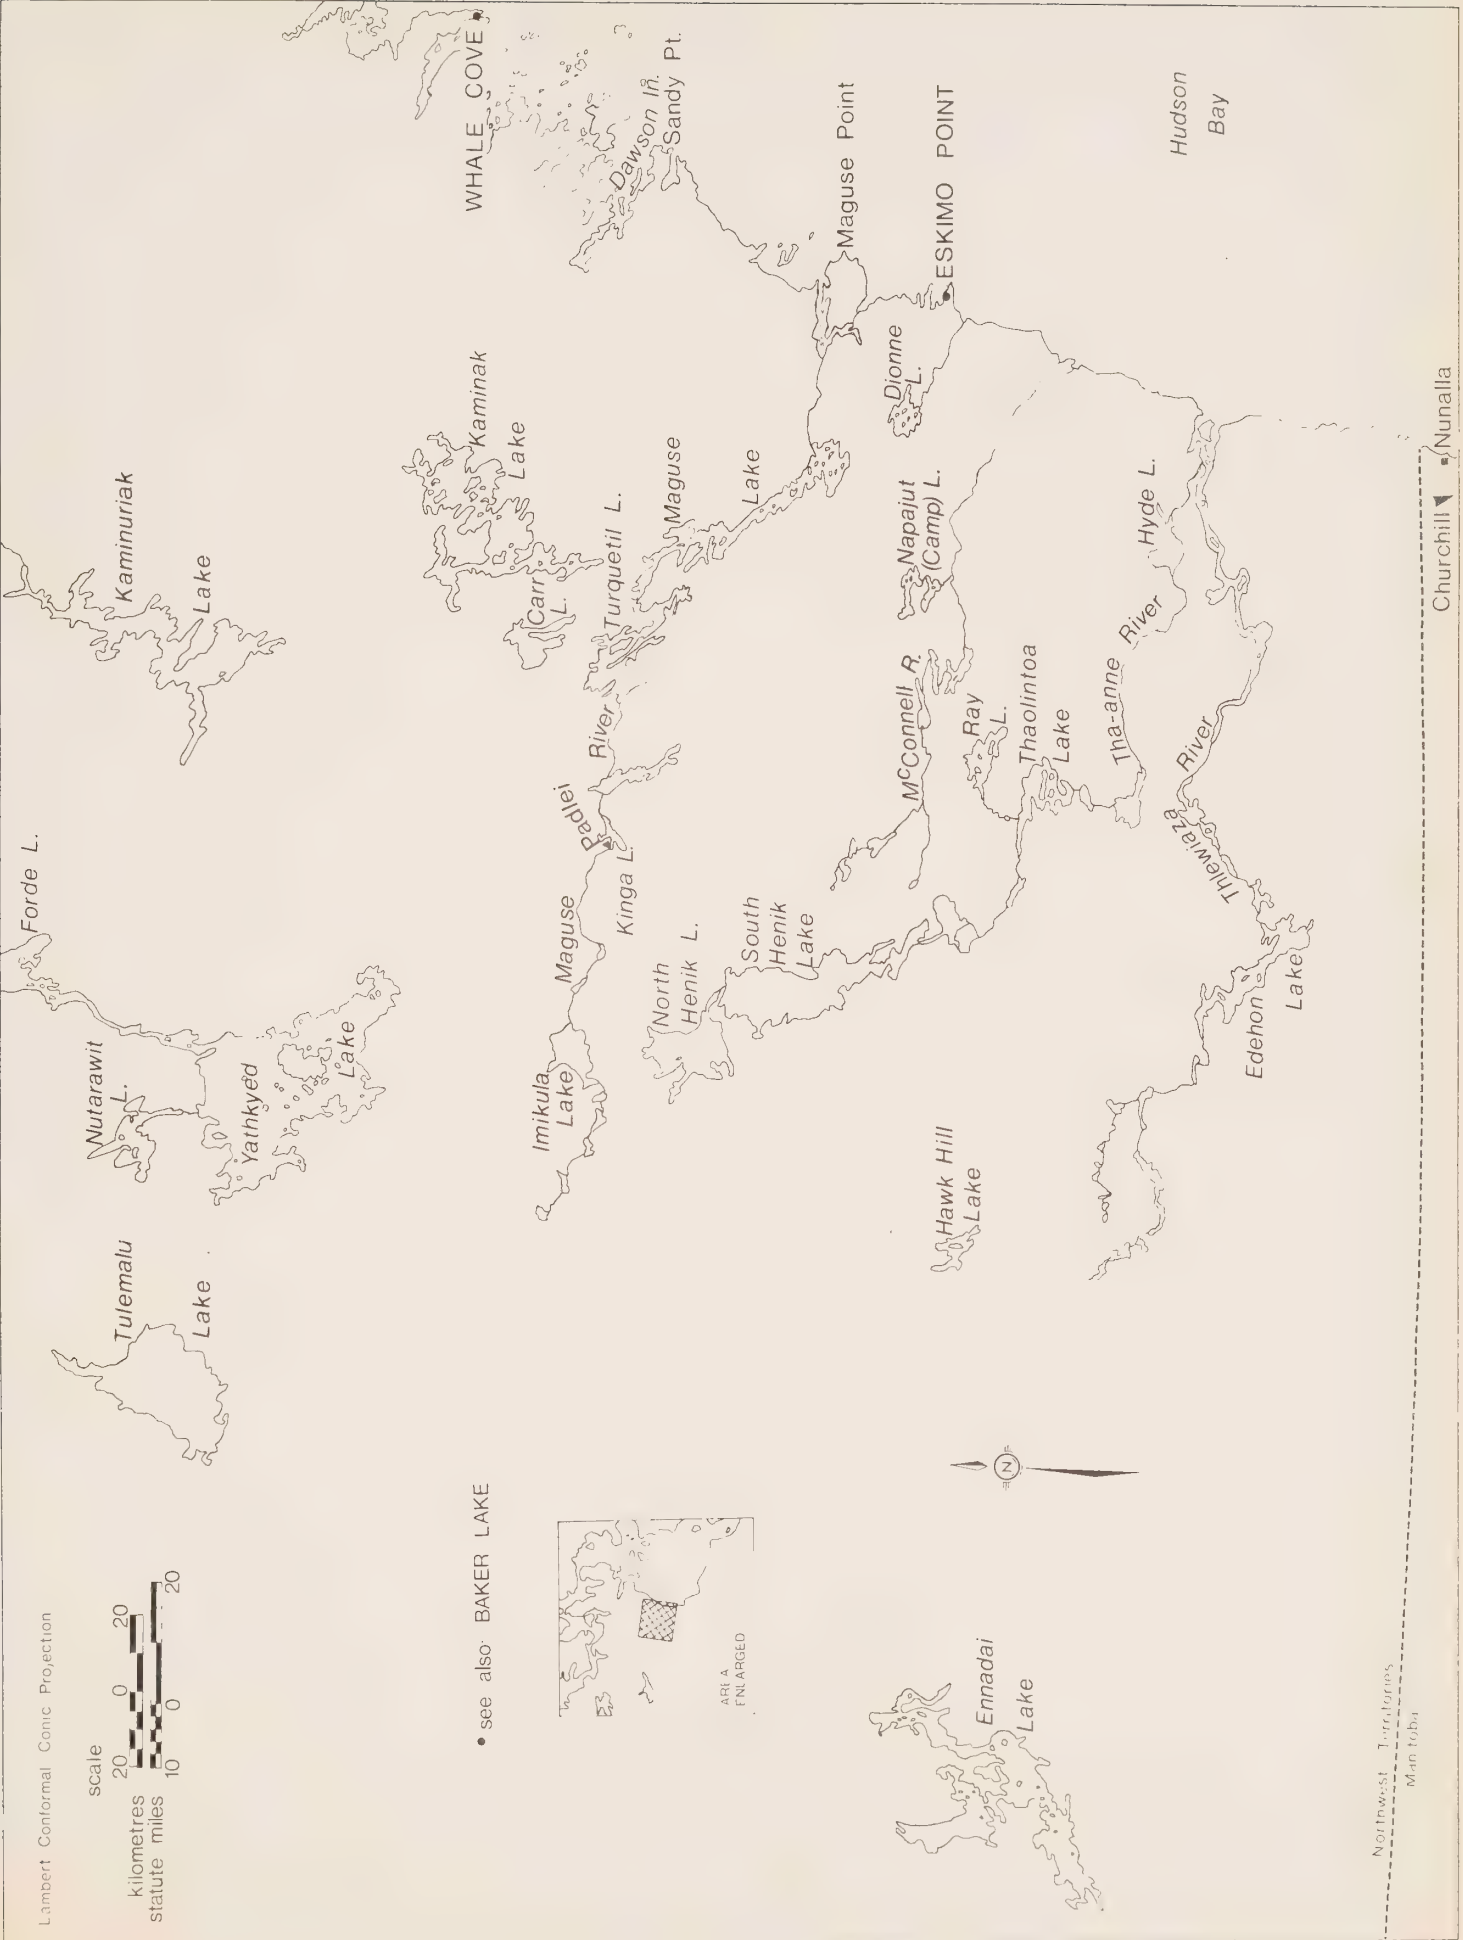 Lambert Conformal Conic Projection
scale
20 0 20
kilometres
statute miles
10 0 20
Tulemalu
Lake
Nutarawit
L.
Yathkyed
Lake
Forde L.
Kaminuriak
Lake
• see also: BAKER LAKE
AREA
ENLARGED
Imikula
Lake
Maguse
River
Padlei
Kinga L.
North
Henik L.
South
Henik
Lake
Carr
L.
Kaminak
Lake
Turquetil L.
Maguse
Lake
WHALE COVE
Dawson In.
Sandy Pt.
Maguse Point
ESKIMO POINT
Hudson
Bay
Dionne
L.
Napajut
(Camp) L.
McConnell R.
Ray
L.
Thaolintoa
Lake
Tha-anne River
Hyde L.
Thlewiaza River
Edehon
Lake
Hawk Hill
Lake
N
Ennadai
Lake
Northwest Territories
Manitoba
Churchill
Nunalla